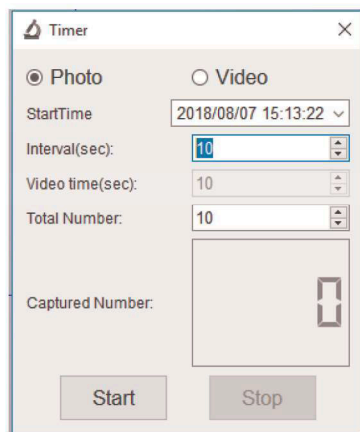 Timer
Photo Video
StartTime 2018/08/07 15:13:22
Interval(sec): 10
Video time(sec): 10
Total Number: 10
Captured Number: 0
Start Stop